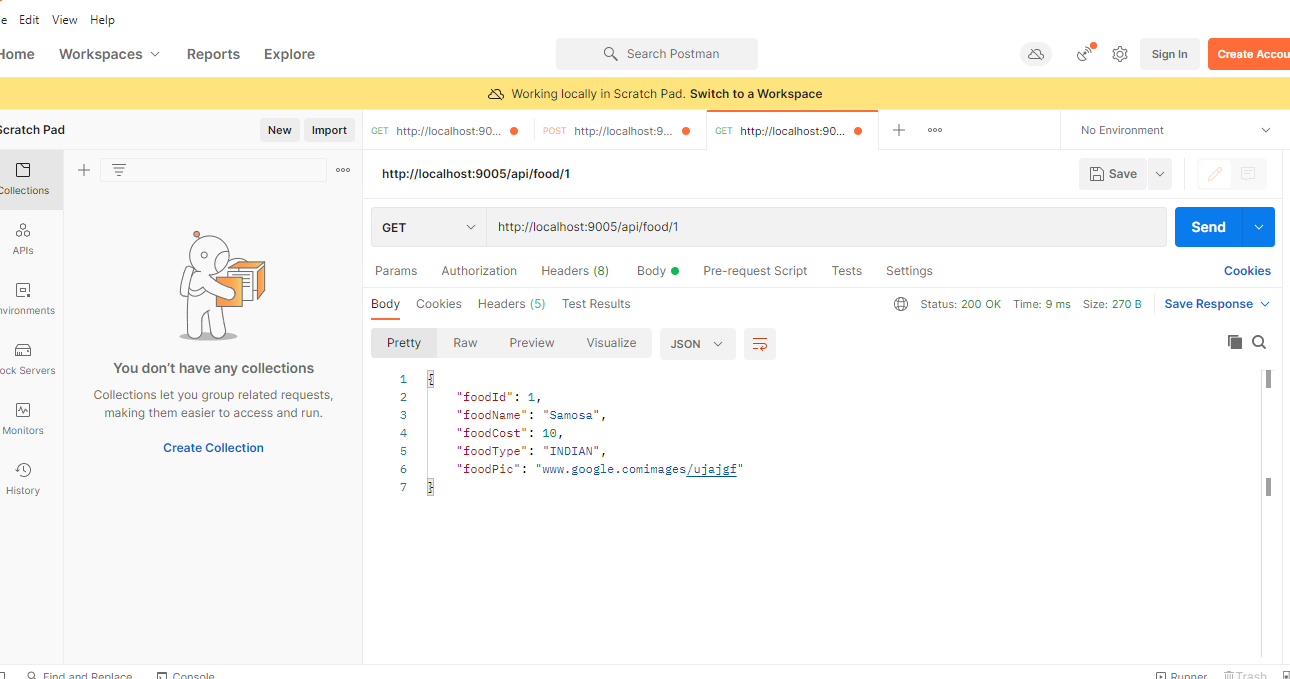 e Edit View Help
Home Workspaces Reports Explore Search Postman Sign In Create Accou
Working locally in Scratch Pad. Switch to a Workspace
Scratch Pad New Import GET http://localhost:90... POST http://localhost:9... GET http://localhost:90... No Environment
http://localhost:9005/api/food/1 Save
Collections
GET http://localhost:9005/api/food/1 Send
APIs
Params Authorization Headers (8) Body Pre-request Script Tests Settings Cookies
nvironments
Body Cookies Headers (5) Test Results Status: 200 OK Time: 9 ms Size: 270 B Save Response
Pretty Raw Preview Visualize JSON
ock Servers
Monitors
History
You don't have any collections
Collections let you group related requests,
making them easier to access and run.
Create Collection
1 {
2 "foodId": 1,
3 "foodName": "Samosa",
4 "foodCost": 10,
5 "foodType": "INDIAN",
6 "foodPic": "www.google.comimages/ujajgf"
7 }
Find and Replace Console Runner Trash